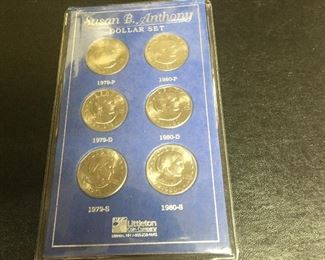 Susan B. Anthony
DOLLAR SET
1979-P 1980-P
1979-D 1980-D
1979-S 1980-S
Littleton
Coin Company